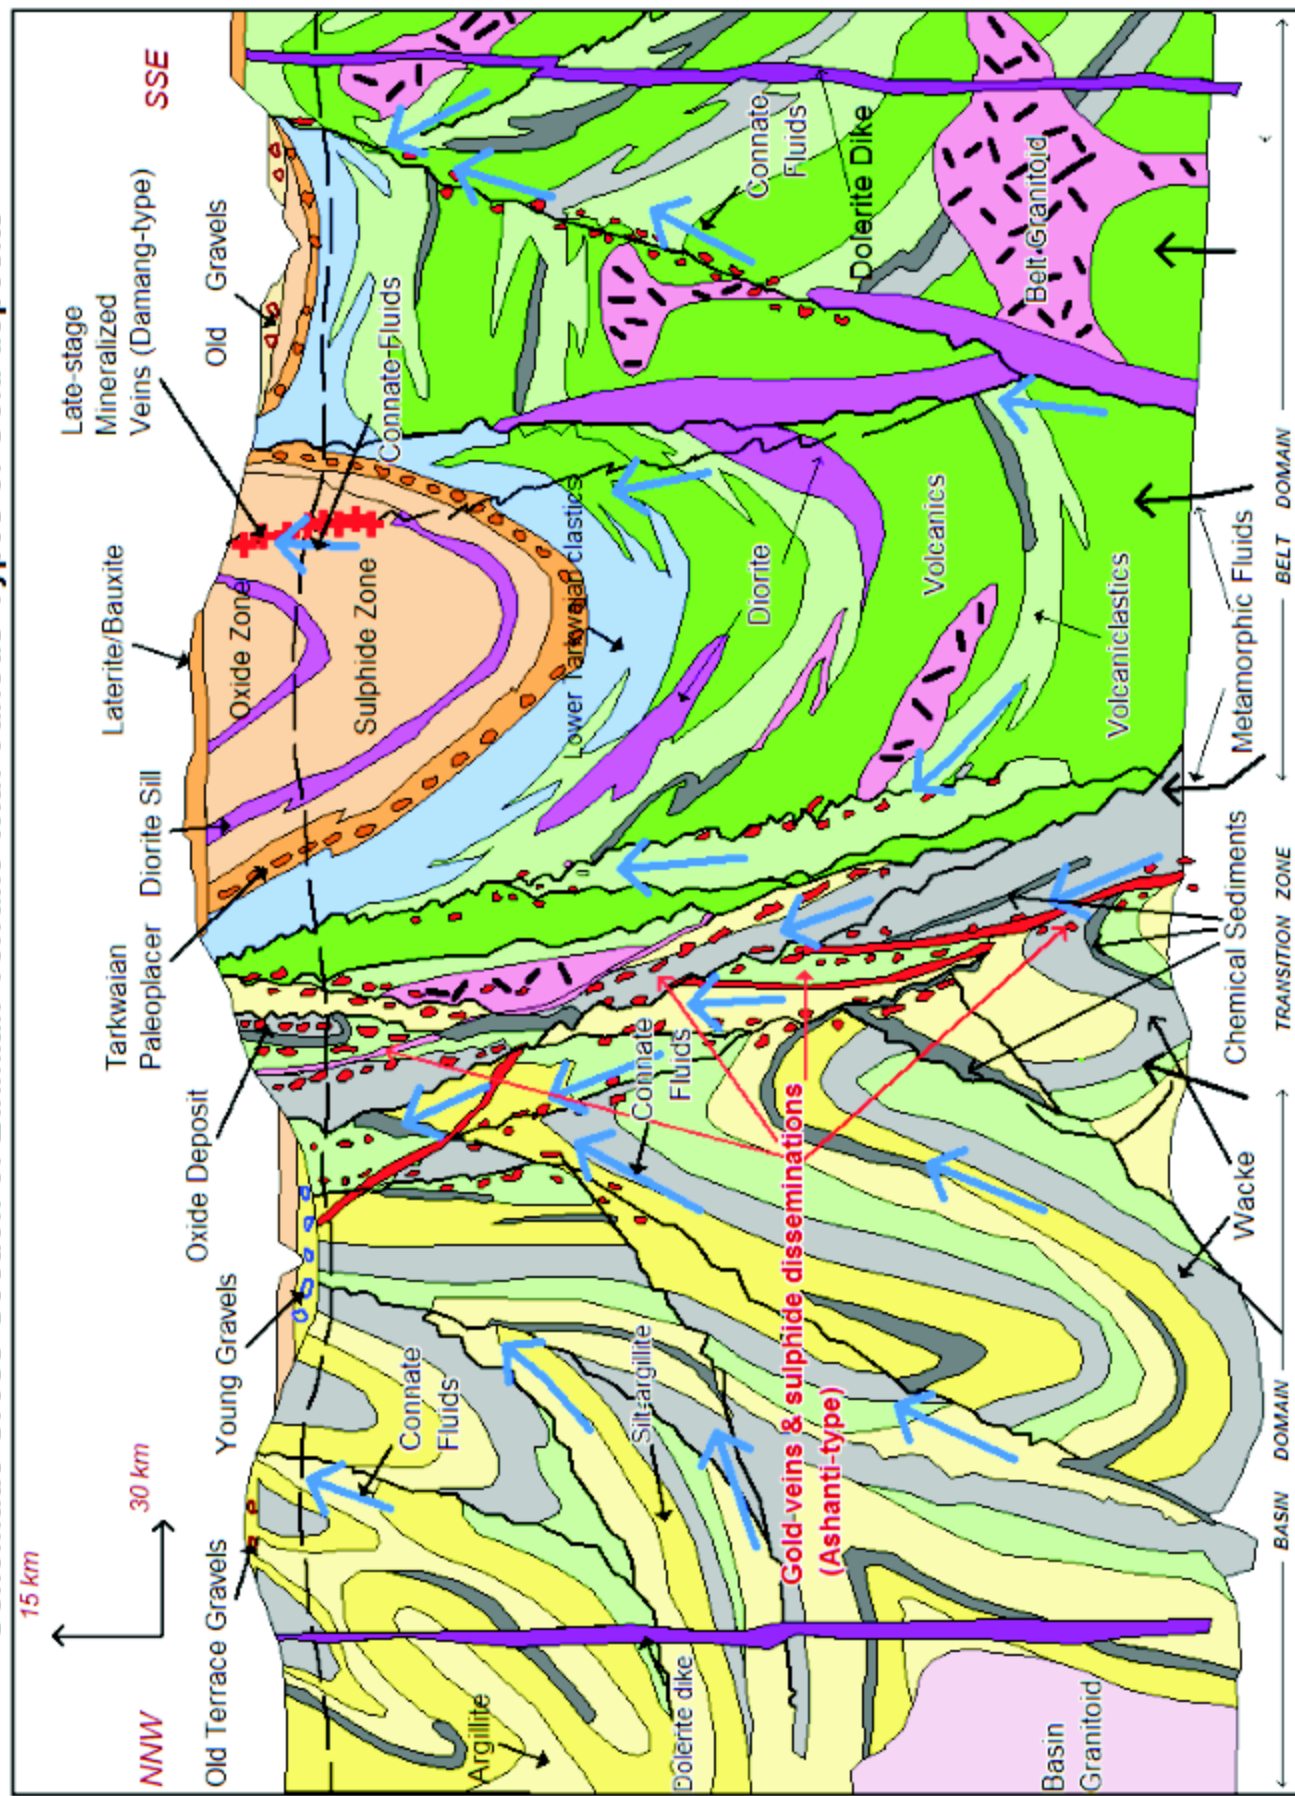 15 km
30 km
NNW
SSE
Old Terrace Gravels
Young Gravels
Oxide Deposit
Tarkwaian
Paleoplacer
Diorite Sill
Laterite/Bauxite
Late-stage
Mineralized
Veins (Damang-type)
Old Gravels
Oxide Zone
Sulphide Zone
Connate Fluids
Connate
Fluids
Argillite
Silt-argillite
Dolerite dike
Connate
Fluids
Lower Tarkwaian clastics
Diorite
Volcanics
Volcaniclastics
Connate
Fluids
Dolerite Dike
Belt Granitoid
Gold-veins & sulphide disseminations
(Ashanti-type)
Basin
Granitoid
Wacke
Chemical Sediments
Metamorphic Fluids
BASIN DOMAIN
TRANSITION ZONE
BELT DOMAIN